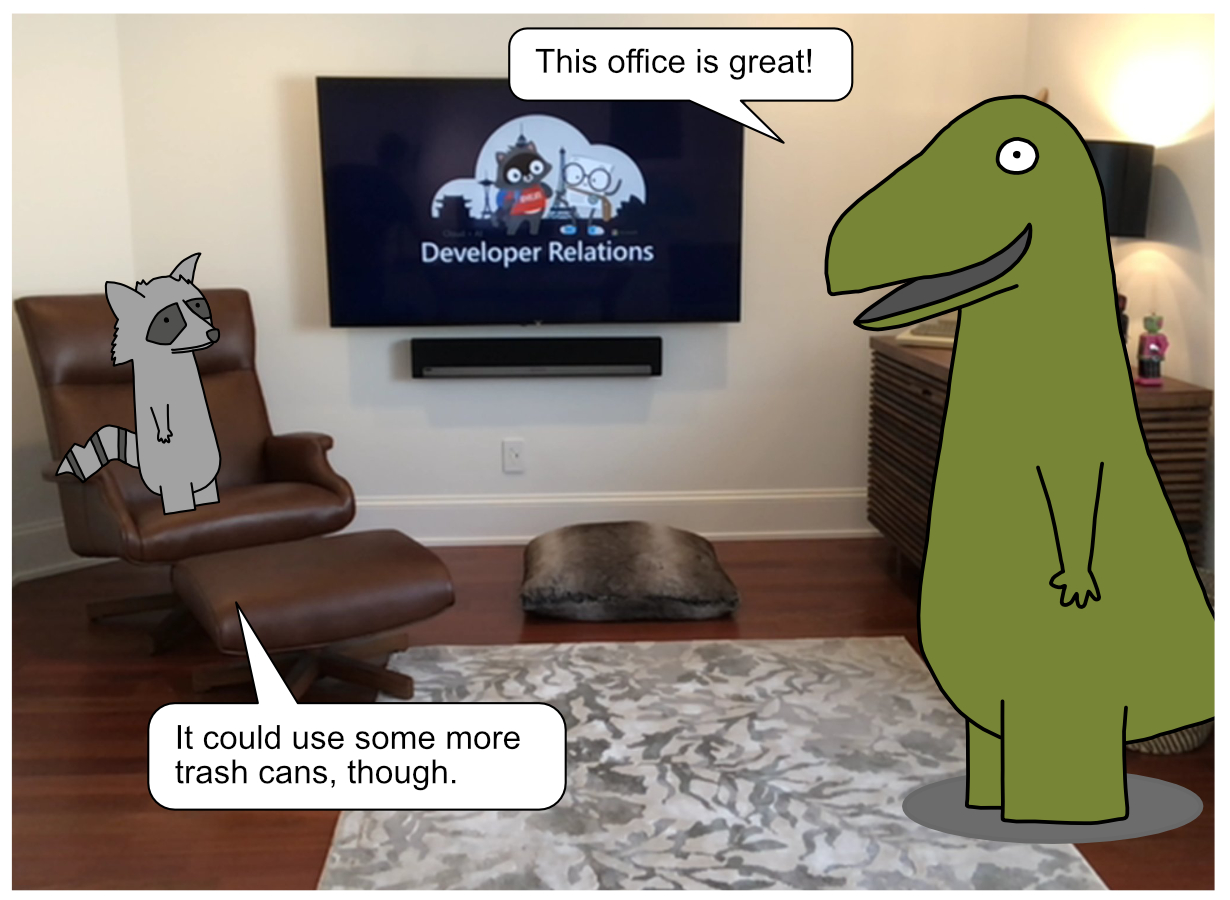 This office is great!
Developer Relations
It could use some more
trash cans, though.